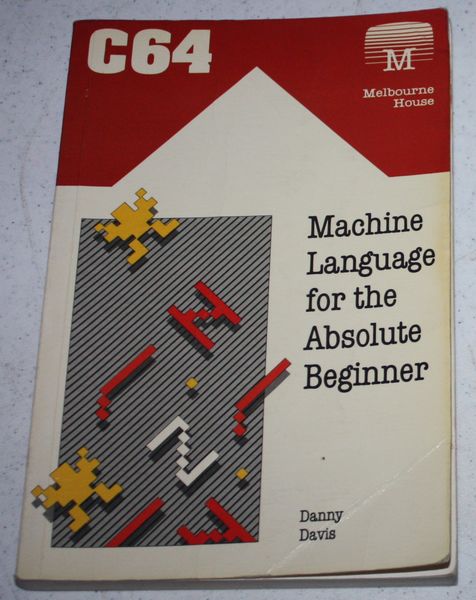 C64
M
Melbourne
House
Machine
Language
for the
Absolute
Beginner
Danny
Davis